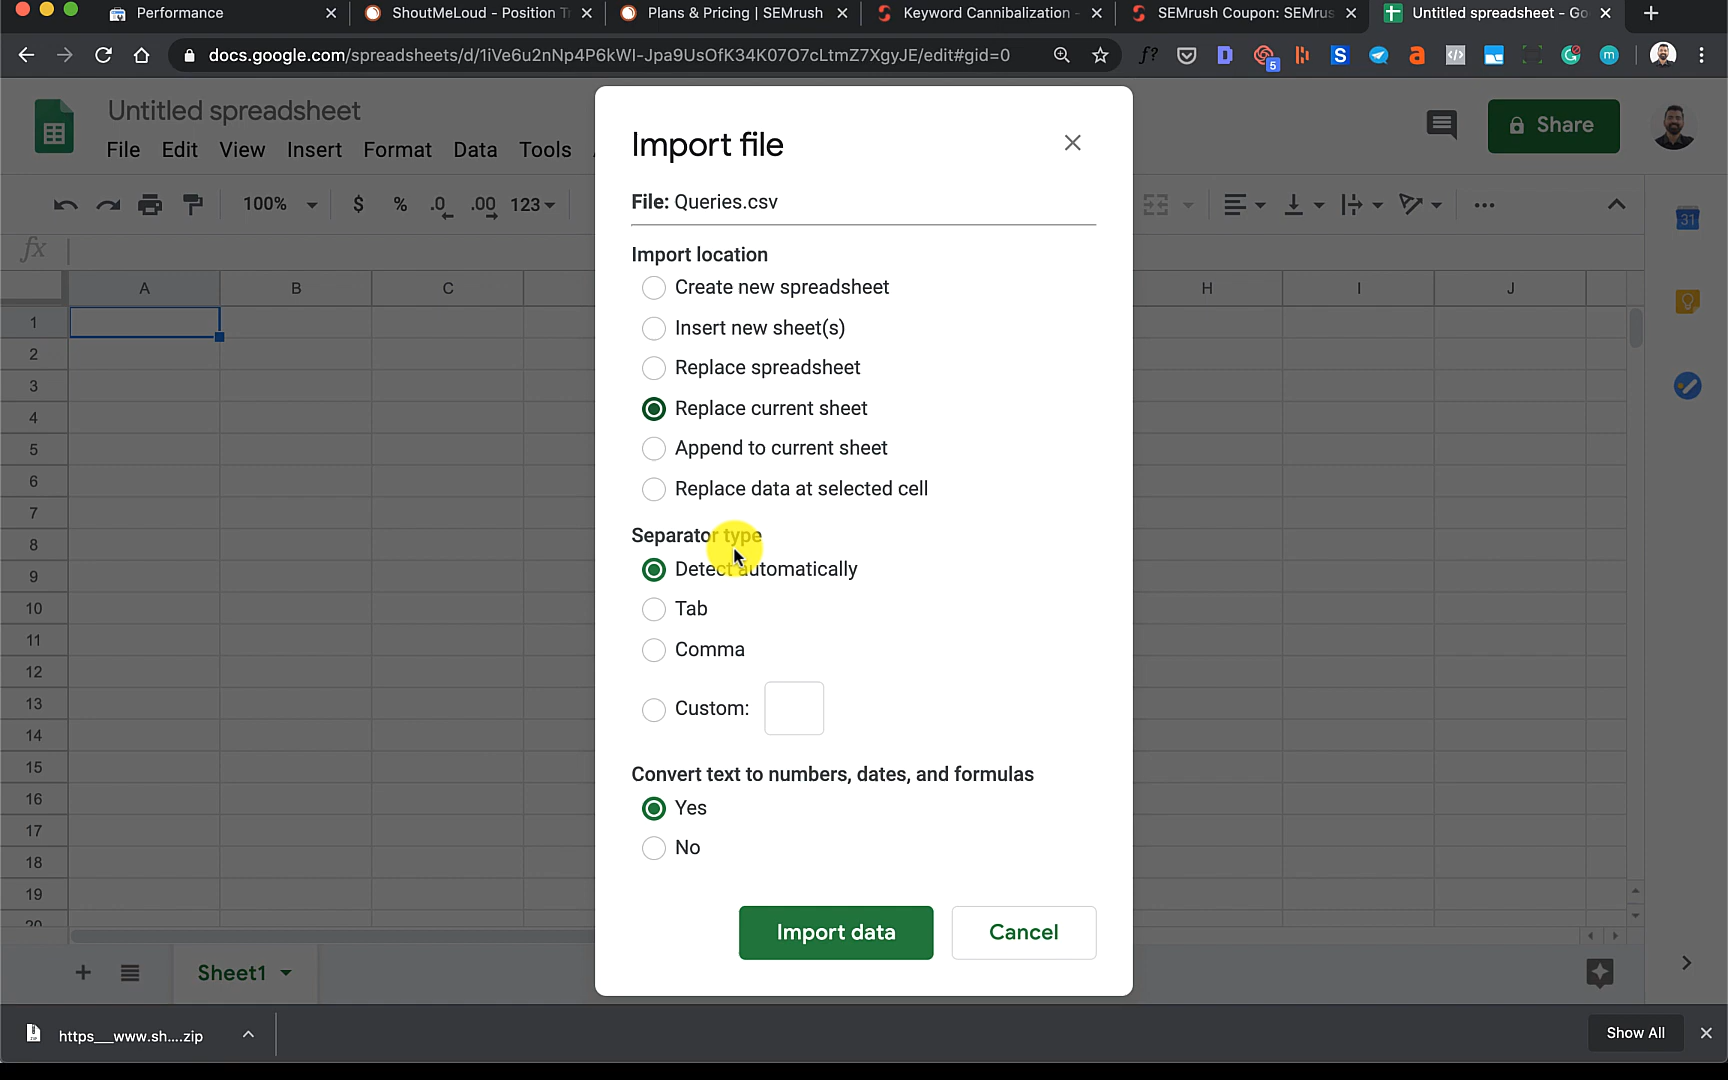 Performance
ShoutMeLoud - Position T
Plans & Pricing | SEMrush
Keyword Cannibalization -
SEMrush Coupon: SEMrus
Untitled spreadsheet - Go
docs.google.com/spreadsheets/d/1iVe6u2nNp4P6kWI-Jpa9UsOfK34K07O7cLtmZ7XgyJE/edit#gid=0
f?
5
Untitled spreadsheet
File Edit View Insert Format Data Tools
Share
100%
$ % .0 .00 123
31
fx
A B C H I J
1
2
3
4
5
6
7
8
9
10
11
12
13
14
15
16
17
18
19
20
Import file
File: Queries.csv
Import location
Create new spreadsheet
Insert new sheet(s)
Replace spreadsheet
Replace current sheet
Append to current sheet
Replace data at selected cell
Separator type
Detect automatically
Tab
Comma
Custom:
Convert text to numbers, dates, and formulas
Yes
No
Import data Cancel
Sheet1
https__www.sh....zip
Show All